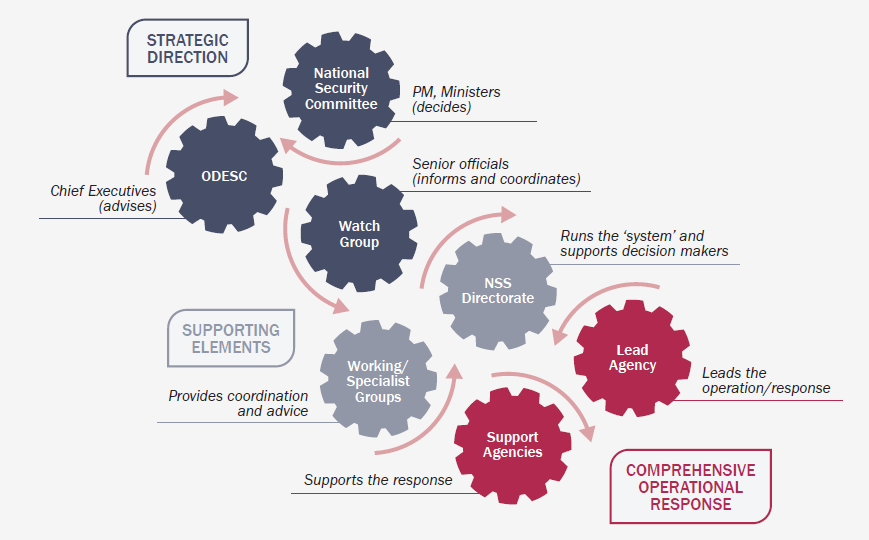 STRATEGIC
DIRECTION
National
Security
Committee
PM, Ministers
(decides)
ODESC
Chief Executives
(advises)
Senior officials
(informs and coordinates)
Watch
Group
Runs the ‘system’ and
supports decision makers
NSS
Directorate
SUPPORTING
ELEMENTS
Working/
Specialist
Groups
Provides coordination
and advice
Lead
Agency
Leads the
operation/response
Support
Agencies
Supports the response
COMPREHENSIVE
OPERATIONAL
RESPONSE